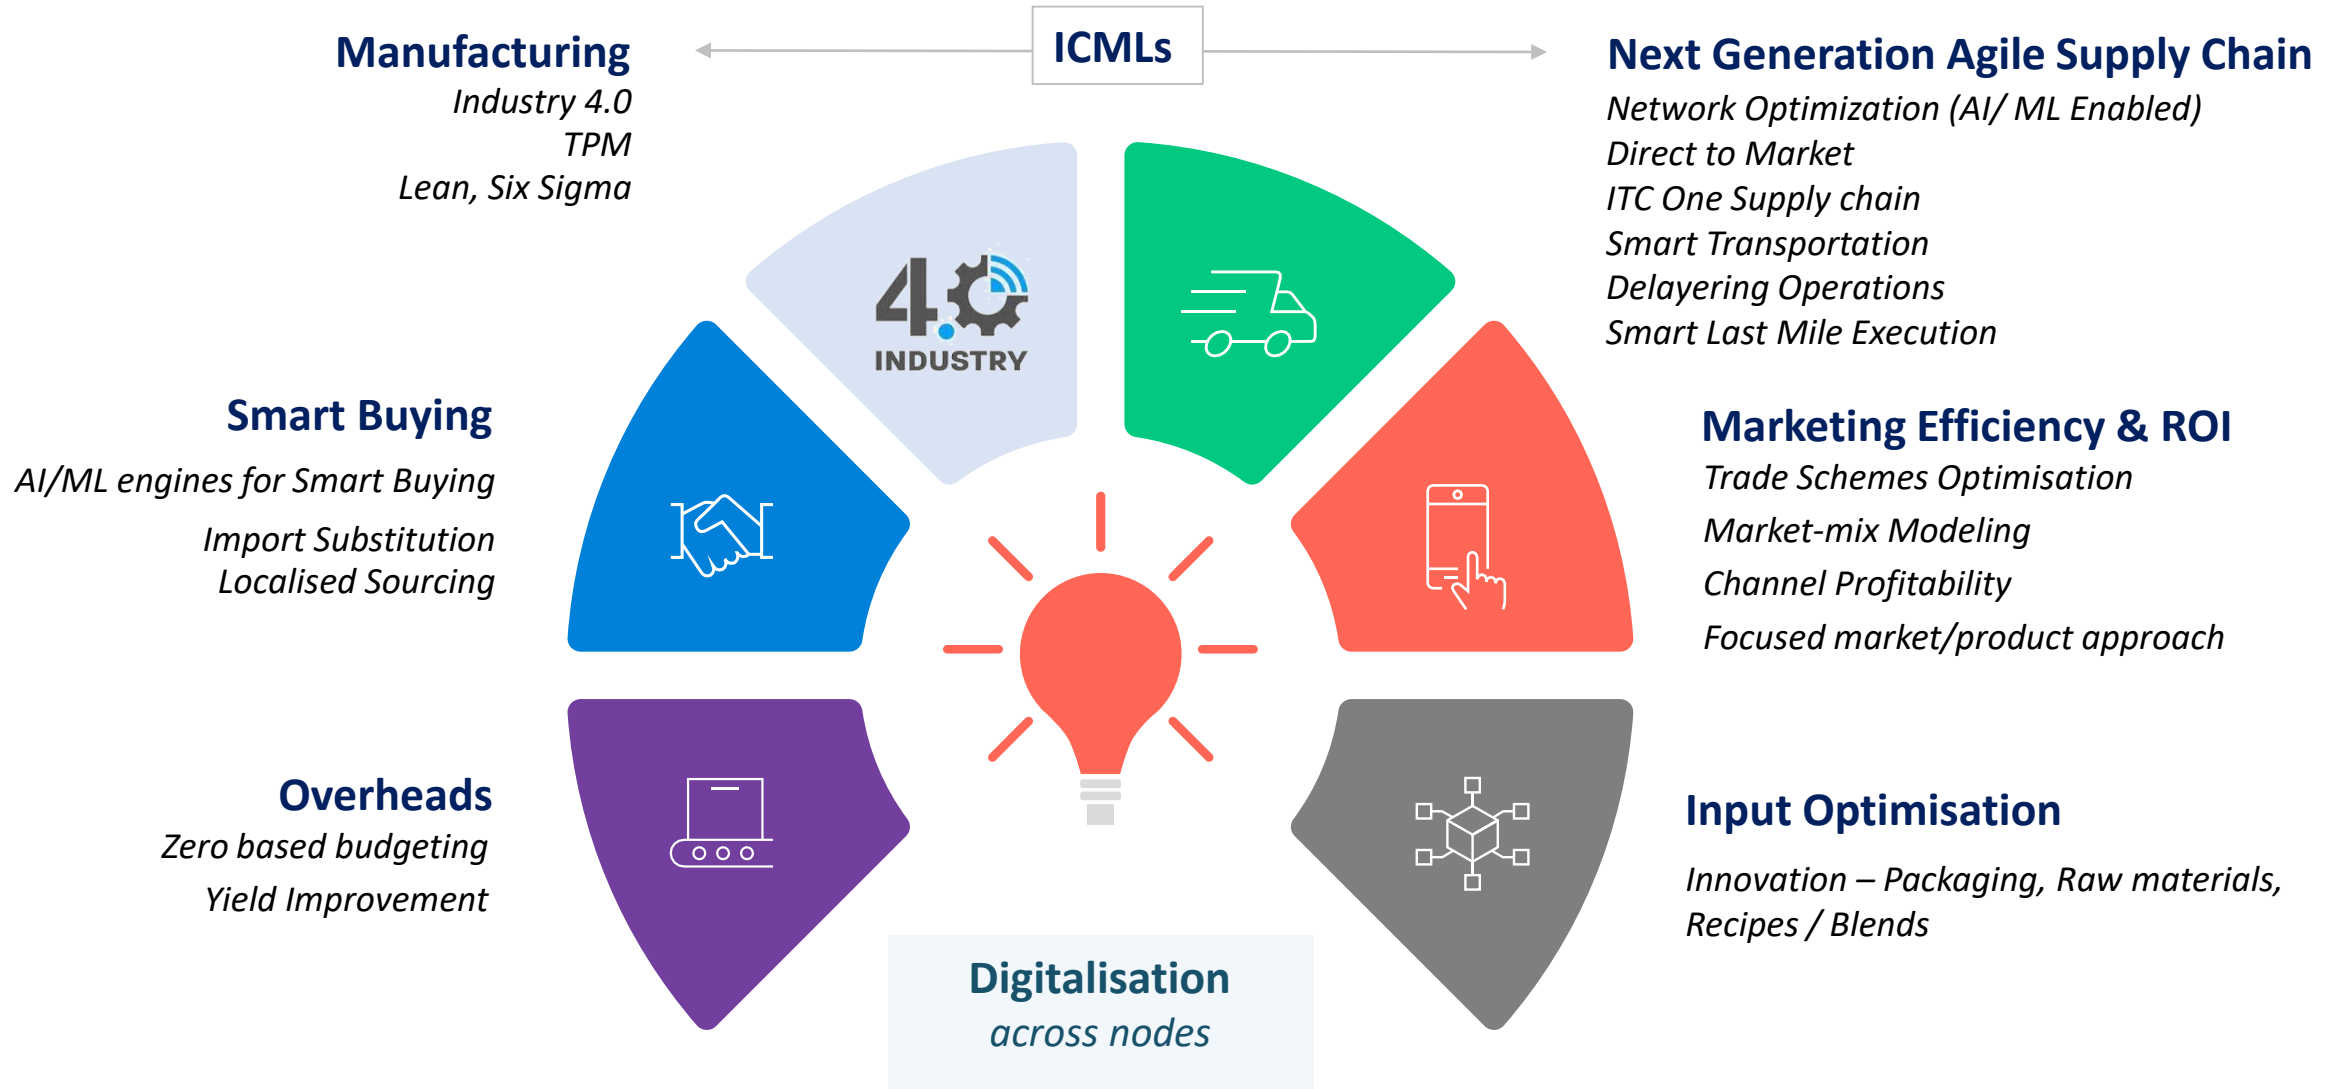 ICMLs
Manufacturing
Industry 4.0
TPM
Lean, Six Sigma
Next Generation Agile Supply Chain
Network Optimization (AI/ ML Enabled)
Direct to Market
ITC One Supply chain
Smart Transportation
Delayering Operations
Smart Last Mile Execution
4.0
INDUSTRY
Smart Buying
AI/ML engines for Smart Buying
Import Substitution
Localised Sourcing
Marketing Efficiency & ROI
Trade Schemes Optimisation
Market-mix Modeling
Channel Profitability
Focused market/product approach
Overheads
Zero based budgeting
Yield Improvement
Input Optimisation
Innovation – Packaging, Raw materials,
Recipes / Blends
Digitalisation
across nodes